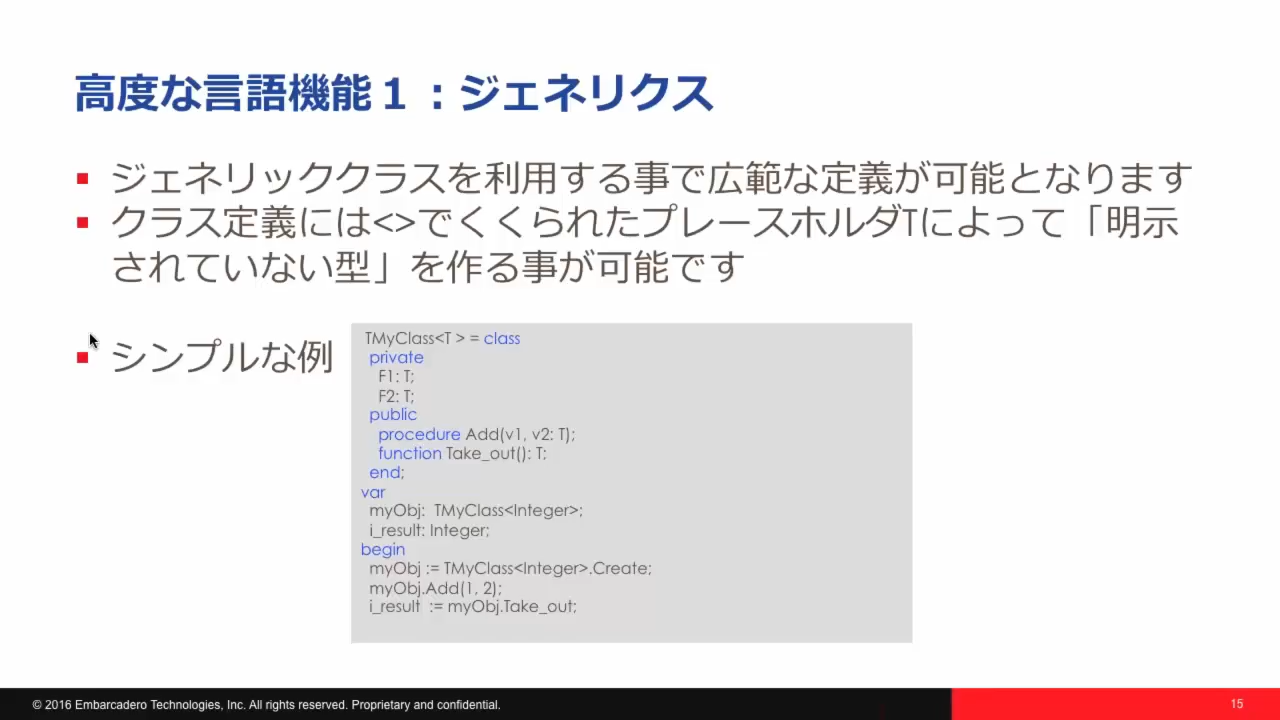 高度な言語機能１：ジェネリクス
ジェネリッククラスを利用する事で広範な定義が可能となります
クラス定義には<>でくくられたプレースホルダTによって「明示
されていない型」を作る事が可能です
シンプルな例
TMyClass<T > = class
private
F1: T;
F2: T;
public
procedure Add(v1, v2: T);
function Take_out(): T:
end;
var
myObj:  TMyClass<Integer>;
i_result: Integer;
begin
myObj := TMyClass<Integer>.Create;
myObj.Add(1, 2);
i_result  := myObj.Take_out;
© 2016 Embarcadero Technologies, Inc. All rights reserved. Proprietary and confidential.
15